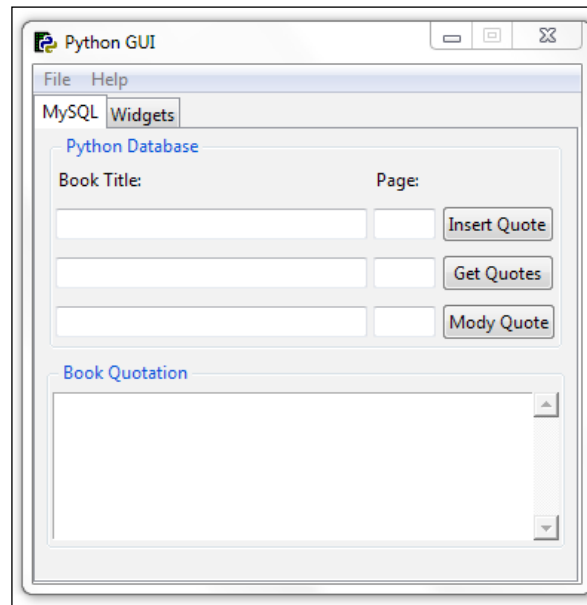 Python GUI
File Help
MySQL Widgets
Python Database
Book Title: Page:
Insert Quote
Get Quotes
Mody Quote
Book Quotation